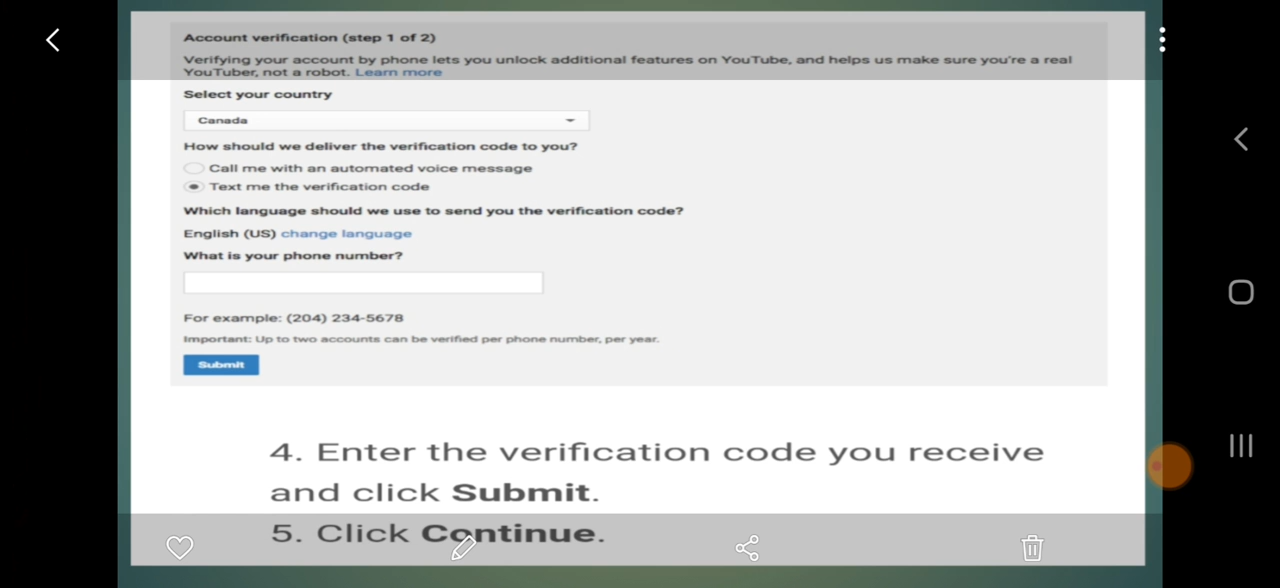 Account verification (step 1 of 2)
Verifying your account by phone lets you unlock additional features on YouTube, and helps us make sure you're a real
YouTuber, not a robot. Learn more
Select your country
Canada
How should we deliver the verification code to you?
Call me with an automated voice message
Text me the verification code
Which language should we use to send you the verification code?
English (US) change language
What is your phone number?
For example: (204) 234-5678
Important: Up to two accounts can be verified per phone number, per year.
Submit
4. Enter the verification code you receive
and click Submit.
5. Click Continue.